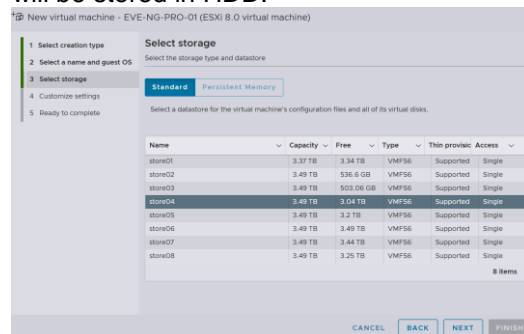 will be stored in HDD.
New virtual machine - EVE-NG-PRO-01 (ESXi 8.0 virtual machine)
1 Select creation type
2 Select a name and guest OS
3 Select storage
4 Customize settings
5 Ready to complete
Select storage
Select the storage type and datastore
Standard Persistent Memory
Select a datastore for the virtual machine's configuration files and all of its virtual disks.
Name Capacity Free Type Thin provisic Access
store01 3.37 TB 3.34 TB VMFS6 Supported Single
store02 3.49 TB 536.6 GB VMFS6 Supported Single
store03 3.49 TB 503.06 GB VMFS6 Supported Single
store04 3.49 TB 3.04 TB VMFS6 Supported Single
store05 3.49 TB 3.2 TB VMFS6 Supported Single
store06 3.49 TB 3.49 TB VMFS6 Supported Single
store07 3.49 TB 3.44 TB VMFS6 Supported Single
store08 3.49 TB 3.25 TB VMFS6 Supported Single
8 items
CANCEL BACK NEXT FINISH